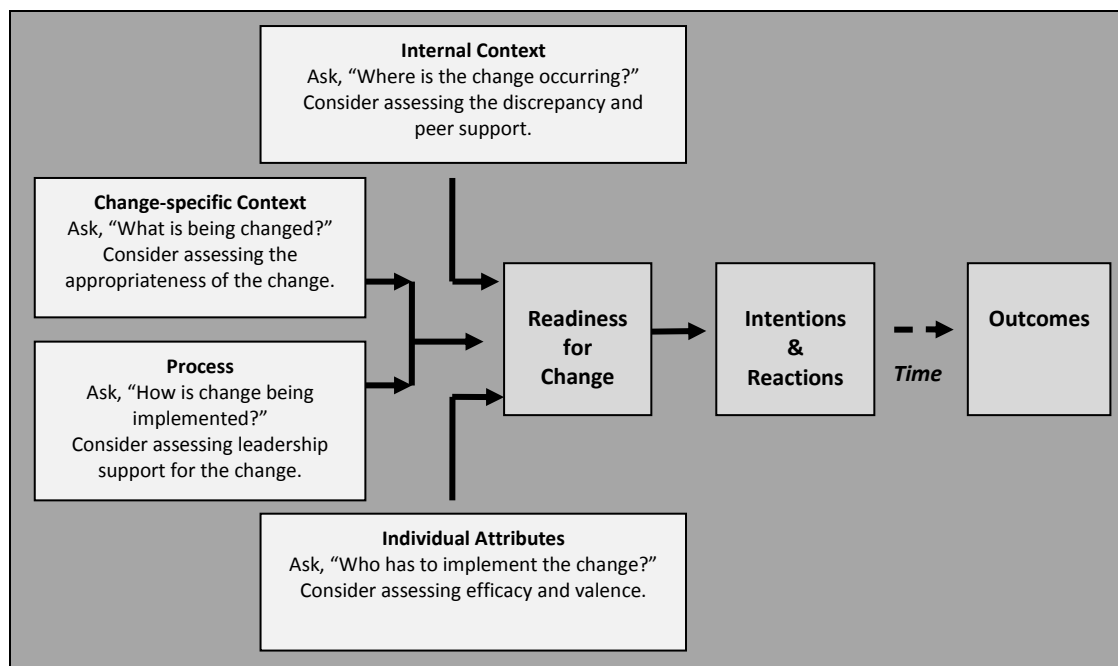 Internal Context
Ask, “Where is the change occurring?”
Consider assessing the discrepancy and
peer support.
Change-specific Context
Ask, “What is being changed?”
Consider assessing the
appropriateness of the change.
Process
Ask, “How is change being
implemented?”
Consider assessing leadership
support for the change.
Individual Attributes
Ask, “Who has to implement the change?”
Consider assessing efficacy and valence.
Readiness
for
Change
Intentions
&
Reactions
Time
Outcomes